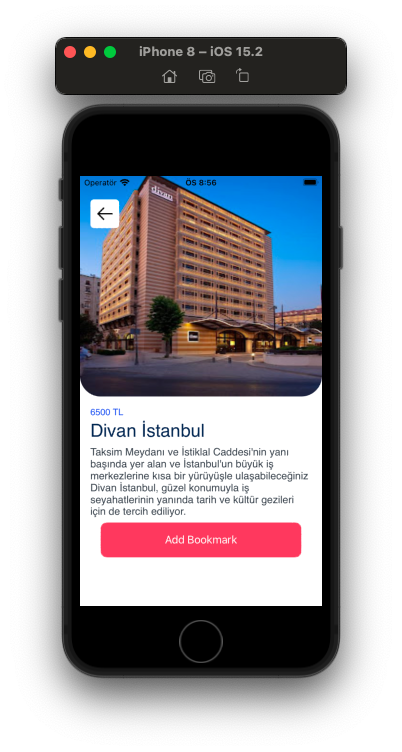 iPhone 8 – iOS 15.2
Operatör
ÖS 8:56
divan
6500 TL
Divan İstanbul
Taksim Meydanı ve İstiklal Caddesi'nin yanı
başında yer alan ve İstanbul'un büyük iş
merkezlerine kısa bir yürüyüşle ulaşabileceğiniz
Divan İstanbul, güzel konumuyla iş
seyahatlerinin yanında tarih ve kültür gezileri
için de tercih ediliyor.
Add Bookmark